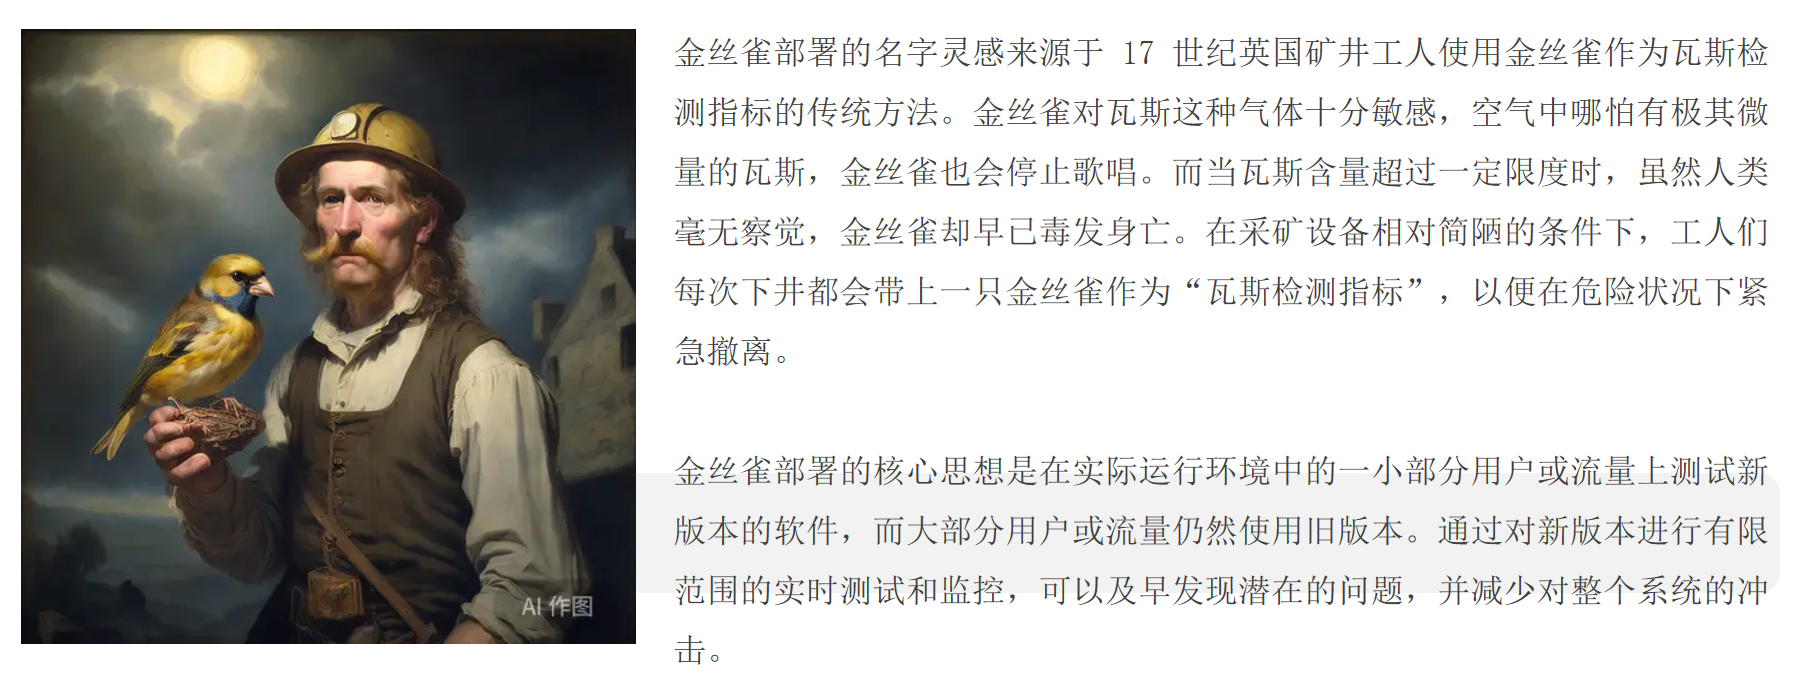 金丝雀部署的名字灵感来源于 17 世纪英国矿井工人使用金丝雀作为瓦斯检
测指标的传统方法。金丝雀对瓦斯这种气体十分敏感，空气中哪怕有极其微
量的瓦斯，金丝雀也会停止歌唱。而当瓦斯含量超过一定限度时，虽然人类
毫无察觉，金丝雀却早已毒发身亡。在采矿设备相对简陋的条件下，工人们
每次下井都会带上一只金丝雀作为“瓦斯检测指标”，以便在危险状况下紧
急撤离。
金丝雀部署的核心思想是在实际运行环境中的一小部分用户或流量上测试新
版本的软件，而大部分用户或流量仍然使用旧版本。通过对新版本进行有限
范围的实时测试和监控，可以及早发现潜在的问题，并减少对整个系统的冲
击。
AI 作图